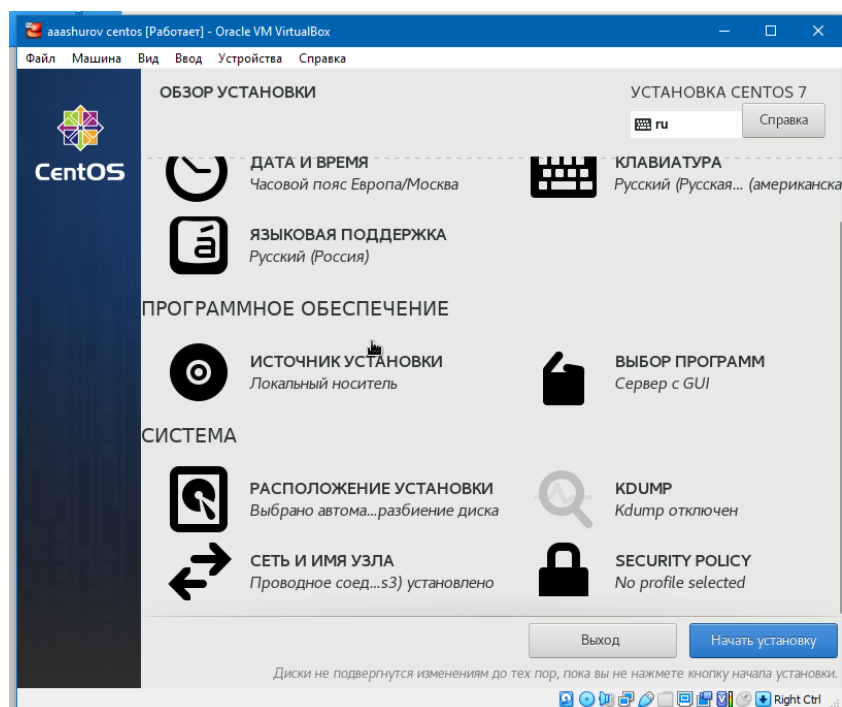 aaashurov centos [Работает] - Oracle VM VirtualBox
Файл Машина Вид Ввод Устройства Справка
ОБЗОР УСТАНОВКИ
УСТАНОВКА CENTOS 7
ru
Справка
CentOS
ДАТА И ВРЕМЯ
Часовой пояс Европа/Москва
КЛАВИАТУРА
Русский (Русская... (американска
ЯЗЫКОВАЯ ПОДДЕРЖКА
Русский (Россия)
ПРОГРАММНОЕ ОБЕСПЕЧЕНИЕ
ИСТОЧНИК УСТАНОВКИ
Локальный носитель
ВЫБОР ПРОГРАММ
Сервер с GUI
СИСТЕМА
РАСПОЛОЖЕНИЕ УСТАНОВКИ
Выбрано автома...разбиение диска
KDUMP
Kdump отключен
СЕТЬ И ИМЯ УЗЛА
Проводное соед...s3) установлено
SECURITY POLICY
No profile selected
Выход
Начать установку
Диски не подвергнутся изменениям до тех пор, пока вы не нажмете кнопку начала установки.
Right Ctrl